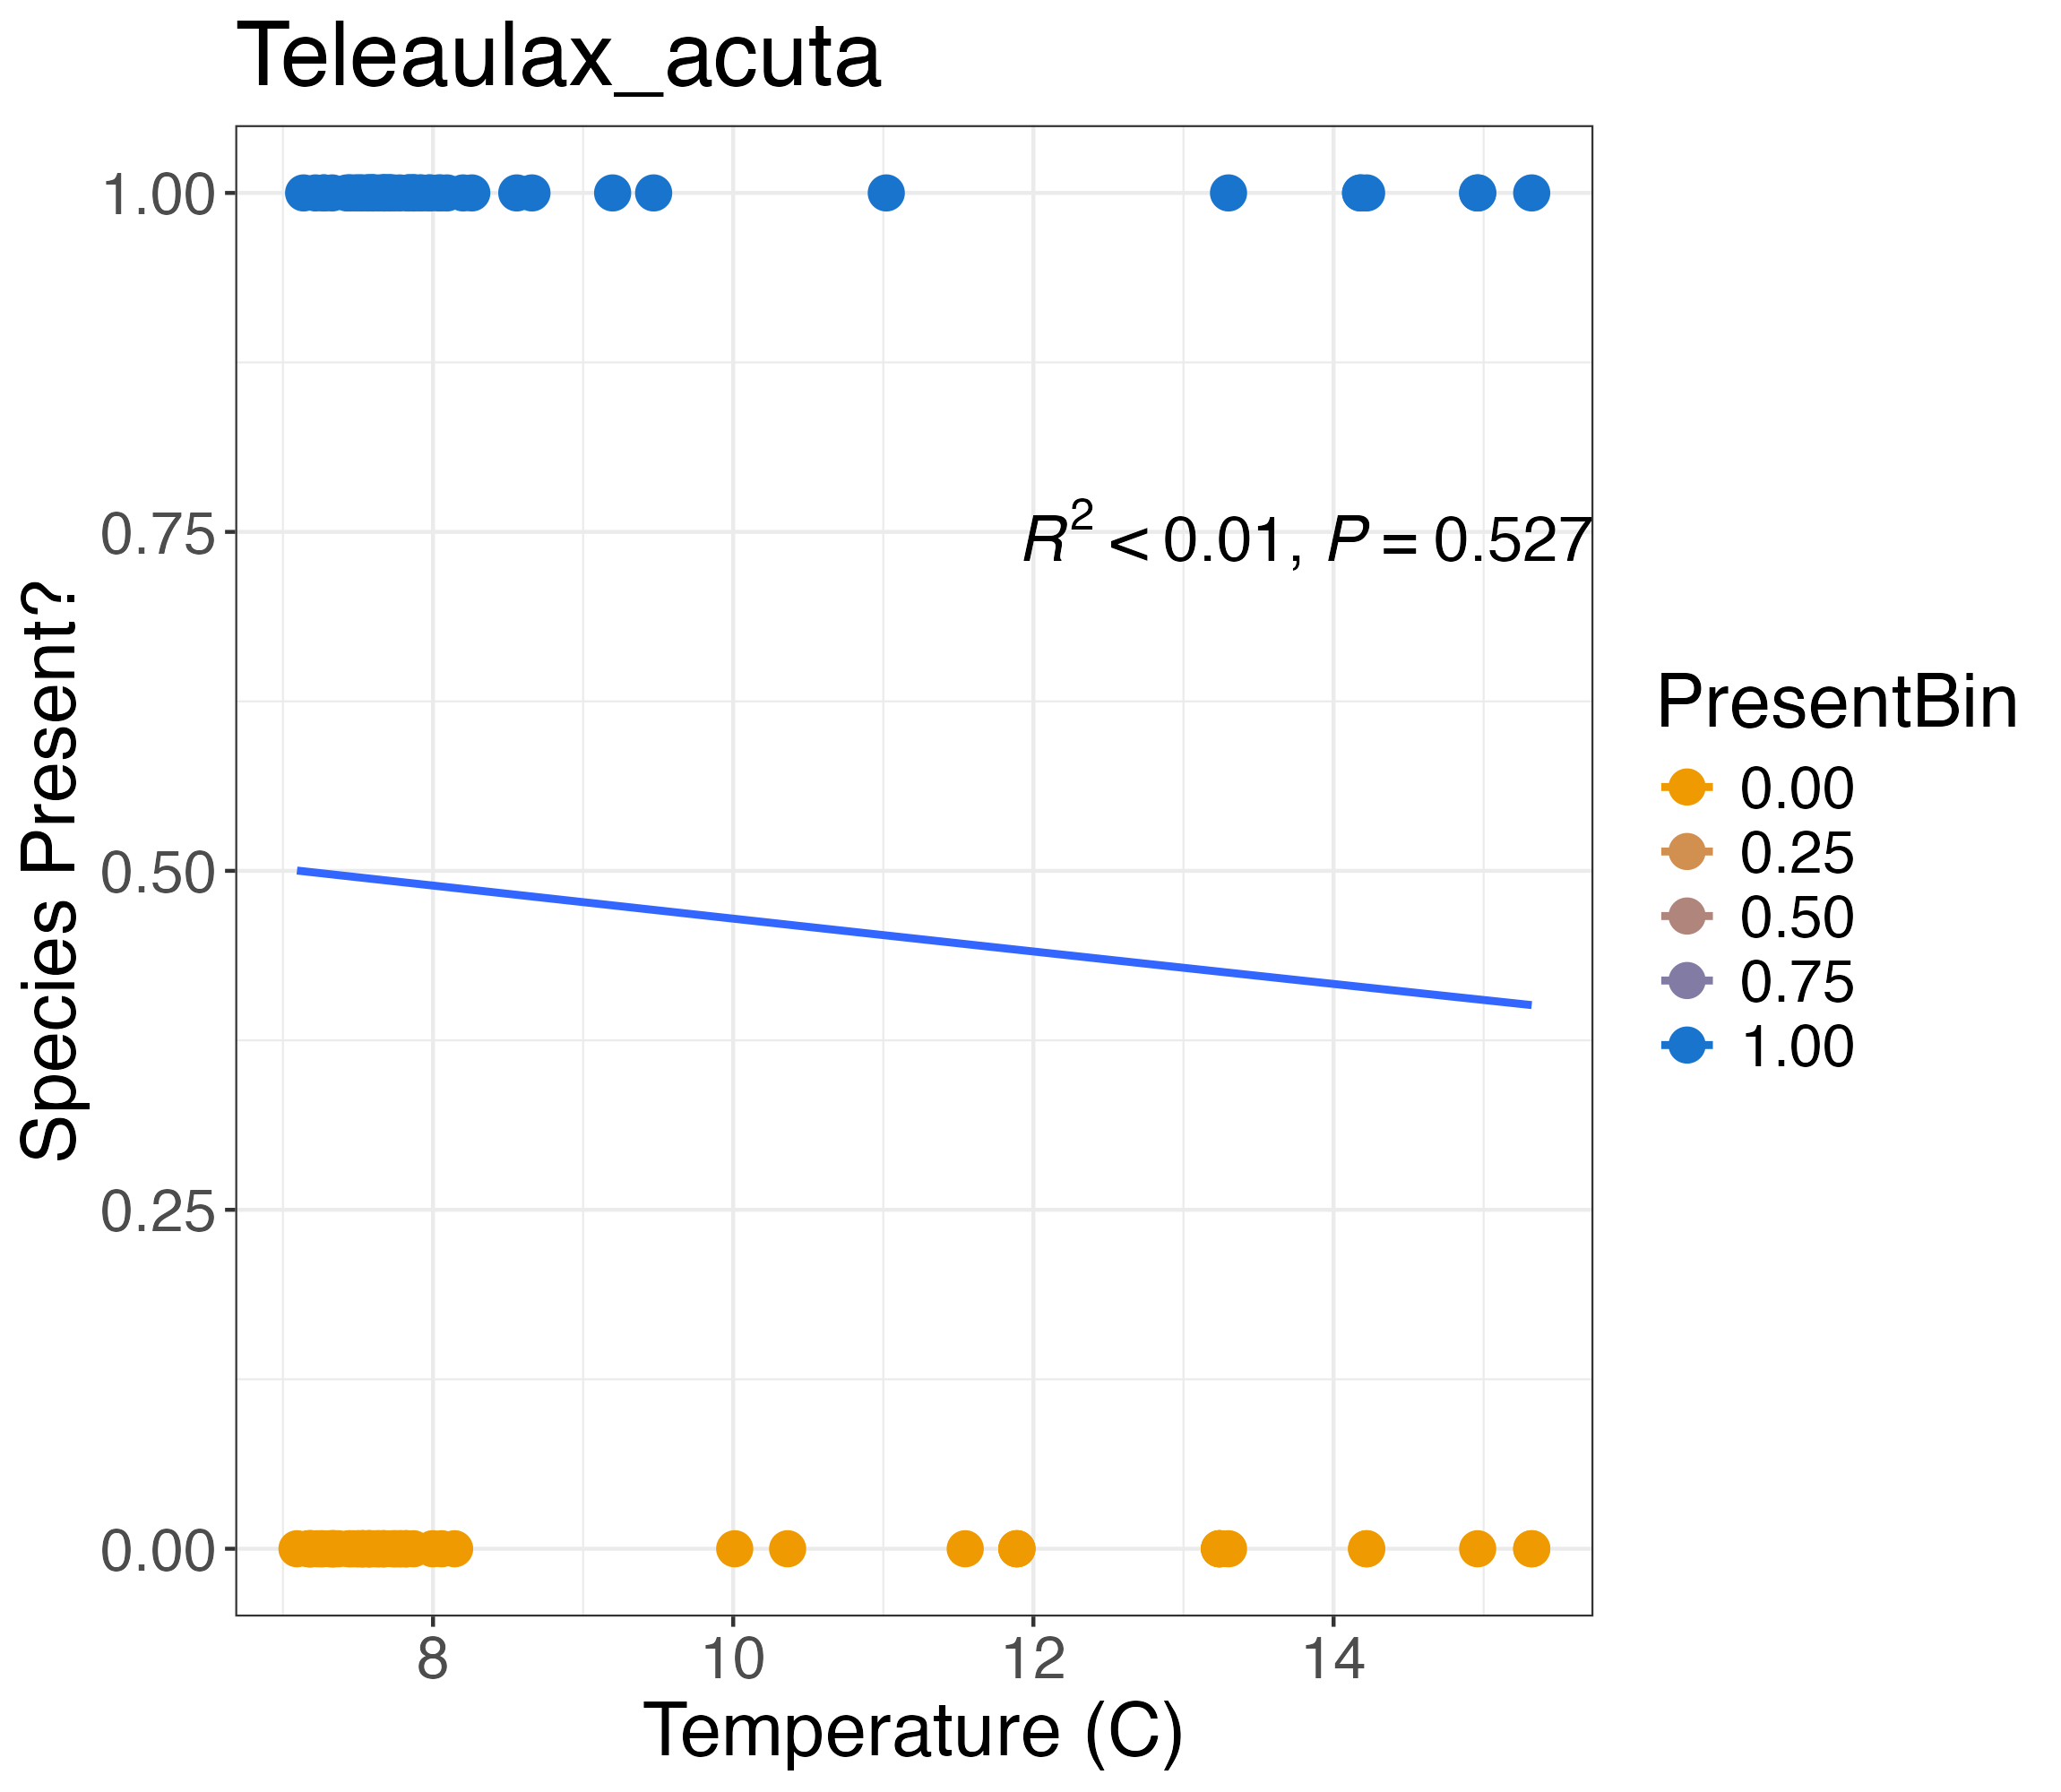 Teleaulax_acuta
1.00
0.75
0.50
0.25
0.00
Species Present?
R² < 0.01, P = 0.527
8 10 12 14
Temperature (C)
PresentBin
0.00
0.25
0.50
0.75
1.00